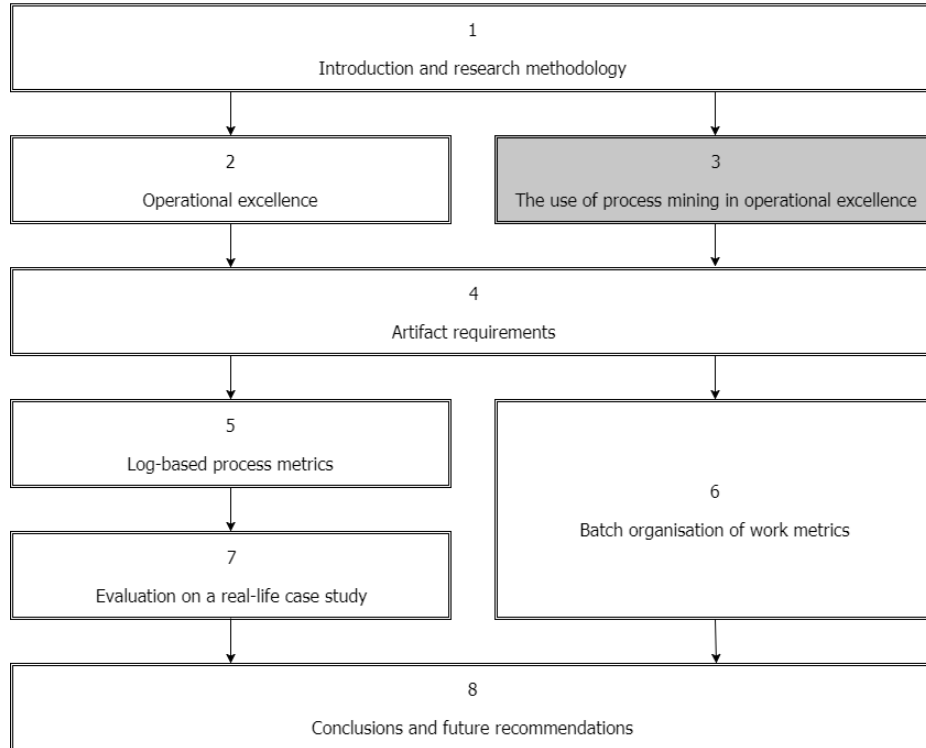 1
Introduction and research methodology
2
Operational excellence
3
The use of process mining in operational excellence
4
Artifact requirements
5
Log-based process metrics
6
Batch organisation of work metrics
7
Evaluation on a real-life case study
8
Conclusions and future recommendations